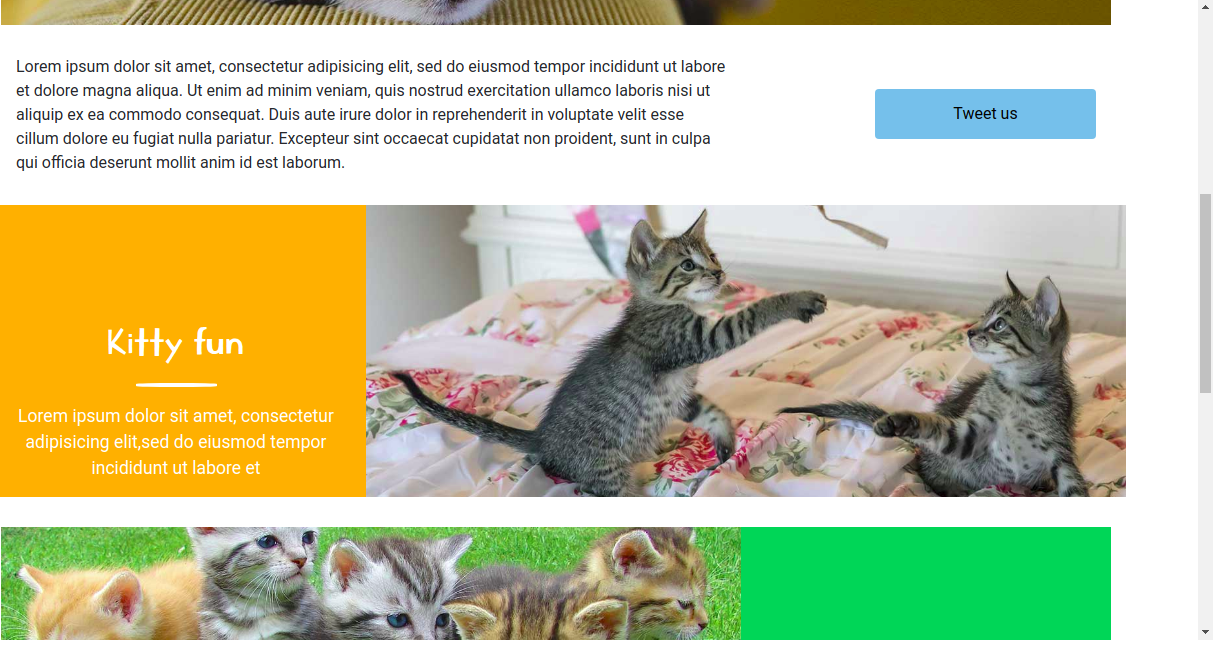 Lorem ipsum dolor sit amet, consectetur adipisicing elit, sed do eiusmod tempor incididunt ut labore
et dolore magna aliqua. Ut enim ad minim veniam, quis nostrud exercitation ullamco laboris nisi ut
aliquip ex ea commodo consequat. Duis aute irure dolor in reprehenderit in voluptate velit esse
cillum dolore eu fugiat nulla pariatur. Excepteur sint occaecat cupidatat non proident, sunt in culpa
qui officia deserunt mollit anim id est laborum.
Tweet us
Kitty fun
Lorem ipsum dolor sit amet, consectetur
adipisicing elit,sed do eiusmod tempor
incididunt ut labore et